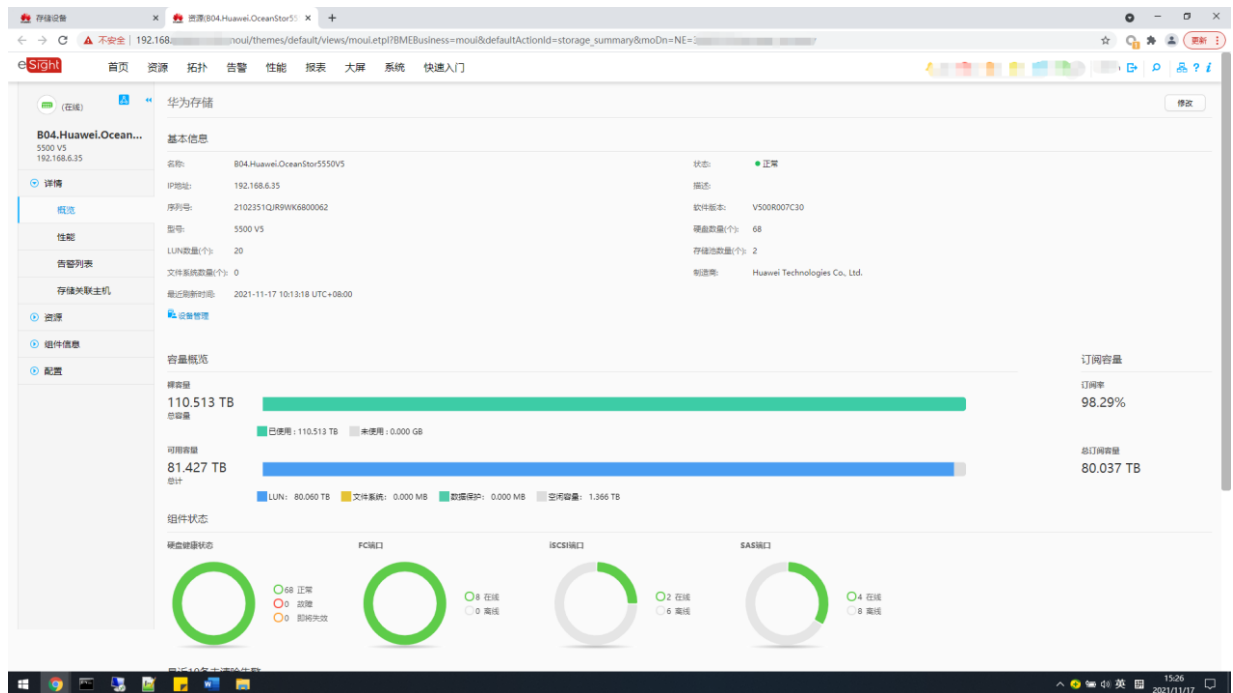 存储设备
资源(B04.Huawei.OceanStor55
不安全 192.168. moui/themes/default/views/moui.etpl?BMEBusiness=moui&defaultActionId=storage_summary&moDn=NE=
更新
eSight 首页 资源 拓扑 告警 性能 报表 大屏 系统 快速入门
(在线)
B04.Huawei.Ocean...
5500 V5
192.168.6.35
详情
概览
性能
告警列表
存储关联主机
资源
组件信息
配置
华为存储 修改
基本信息
名称: B04.Huawei.OceanStor5550V5 状态: 正常
IP地址: 192.168.6.35 描述:
序列号: 2102351QJR9WK6800062 软件版本: V500R007C30
型号: 5500 V5 硬盘数量(个): 68
LUN数量(个): 20 存储池数量(个): 2
文件系统数量(个): 0 制造商: Huawei Technologies Co., Ltd.
最近刷新时间: 2021-11-17 10:13:18 UTC+08:00
设备管理
容量概览 订阅容量
裸容量 订阅率
110.513 TB 98.29%
总容量
已使用 : 110.513 TB 未使用 : 0.000 GB
可用容量 总订阅容量
81.427 TB 80.037 TB
总计
LUN: 80.060 TB 文件系统: 0.000 MB 数据保护: 0.000 MB 空闲容量: 1.366 TB
组件状态
硬盘健康状态 FC端口 iSCSI端口 SAS端口
68 正常
0 故障
0 即将失效
8 在线
0 离线
2 在线
6 离线
4 在线
8 离线
最近10条未清除告警
英
15:26
2021/11/17